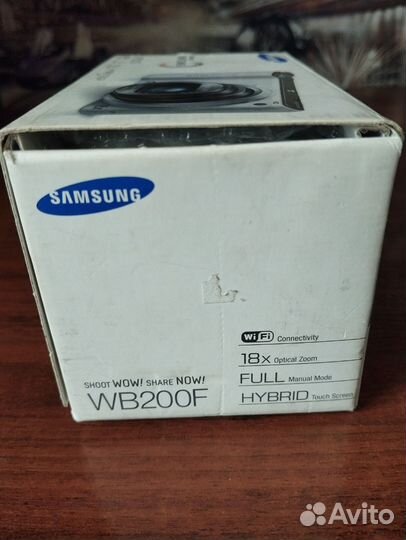 SAMSUNG
SHOOT WOW! SHARE NOW!
WB200F
WiFi Connectivity
18x Optical Zoom
FULL Manual Mode
HYBRID Touch Screen
Avito